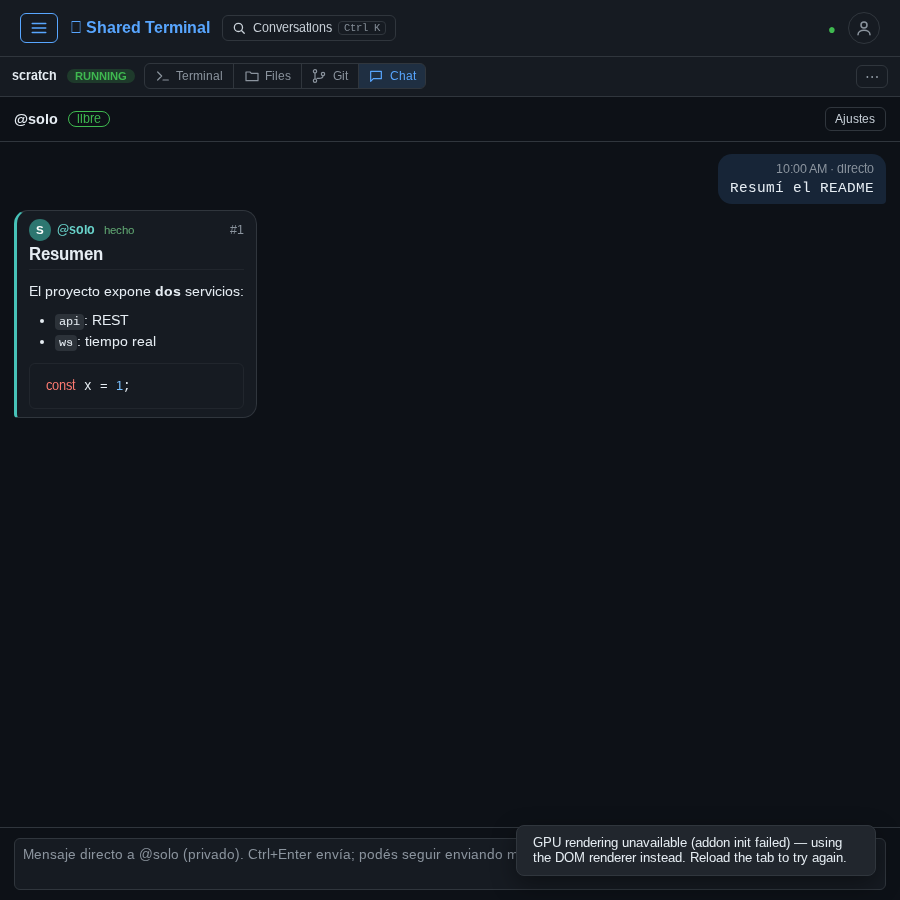 Shared Terminal
Conversations Ctrl K
scratch RUNNING Terminal Files Git Chat ...
@solo libre Ajustes
10:00 AM · directo
Resumí el README
S @solo hecho #1
Resumen
El proyecto expone dos servicios:
• api: REST
• ws: tiempo real
const x = 1;
Mensaje directo a @solo (privado). Ctrl+Enter envía; podés seguir enviando
GPU rendering unavailable (addon init failed) — using
the DOM renderer instead. Reload the tab to try again.